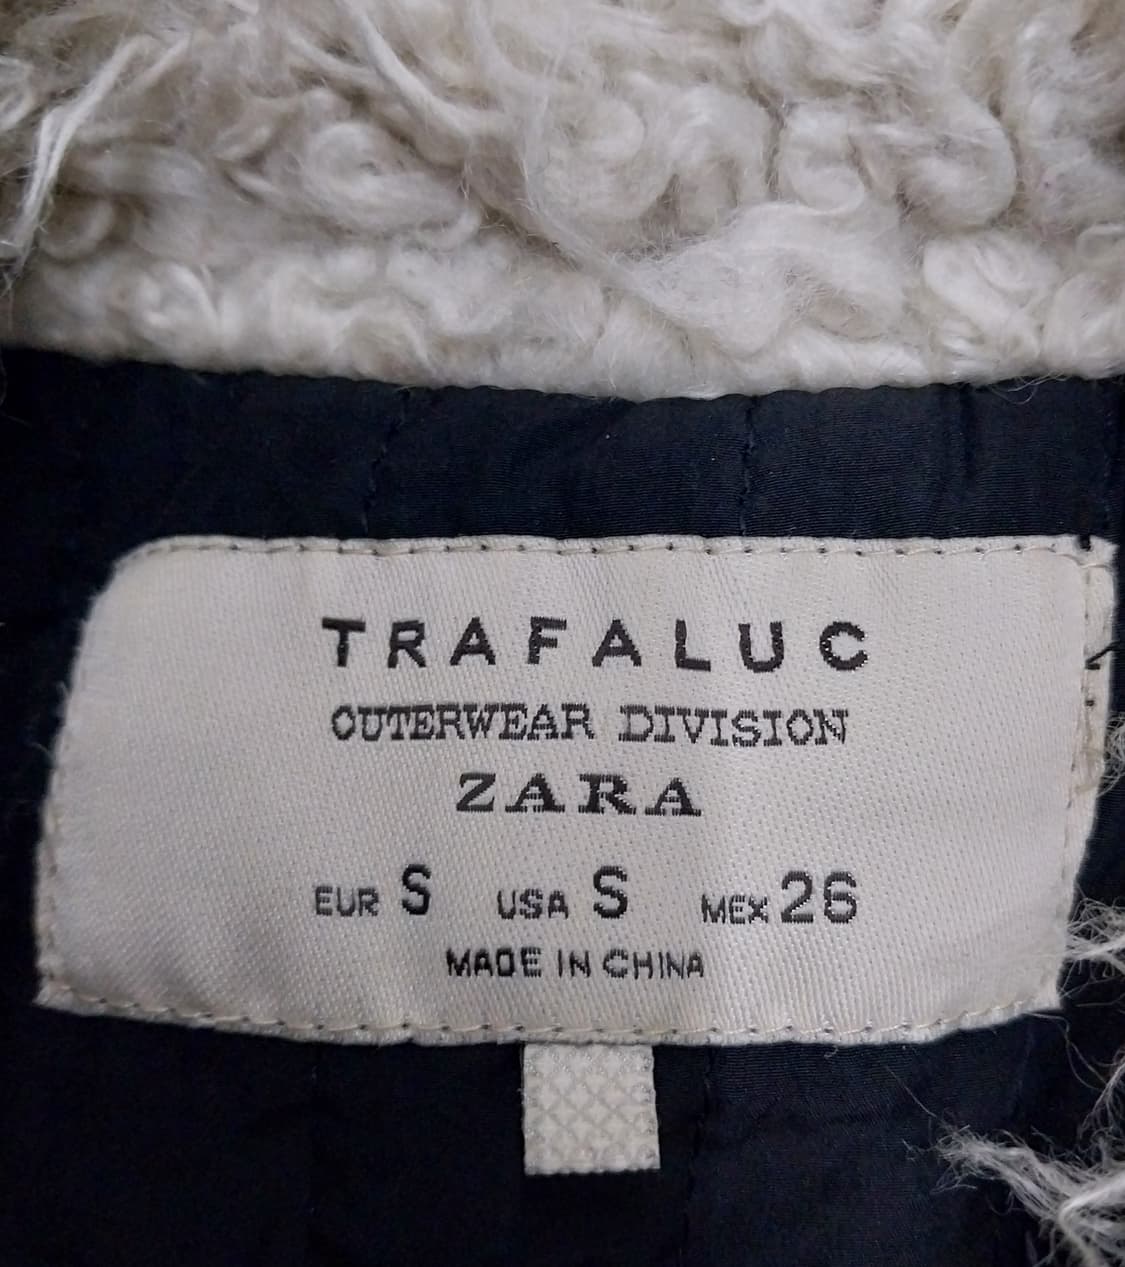 TRAFALUC
OUTERWEAR DIVISION
ZARA
EUR S USA S MEX 26
MADE IN CHINA